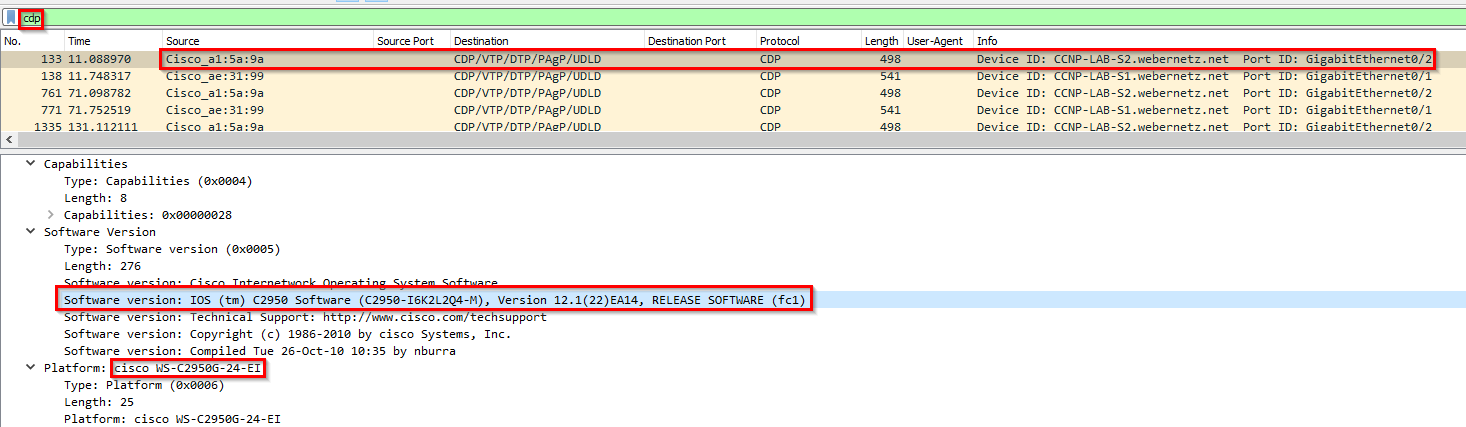 cdp
No. Time Source Source Port Destination Destination Port Protocol Length User-Agent Info
133 11.088970 Cisco_a1:5a:9a CDP/VTP/DTP/PAgP/UDLD CDP 498 Device ID: CCNP-LAB-S2.webernetz.net Port ID: GigabitEthernet0/2
138 11.748317 Cisco_ae:31:99 CDP/VTP/DTP/PAgP/UDLD CDP 541 Device ID: CCNP-LAB-S1.webernetz.net Port ID: GigabitEthernet0/1
761 71.098782 Cisco_a1:5a:9a CDP/VTP/DTP/PAgP/UDLD CDP 498 Device ID: CCNP-LAB-S2.webernetz.net Port ID: GigabitEthernet0/2
771 71.752519 Cisco_ae:31:99 CDP/VTP/DTP/PAgP/UDLD CDP 541 Device ID: CCNP-LAB-S1.webernetz.net Port ID: GigabitEthernet0/1
1335 131.112111 Cisco_a1:5a:9a CDP/VTP/DTP/PAgP/UDLD CDP 498 Device ID: CCNP-LAB-S2.webernetz.net Port ID: GigabitEthernet0/2
Capabilities
Type: Capabilities (0x0004)
Length: 8
Capabilities: 0x00000028
Software Version
Type: Software version (0x0005)
Length: 276
Software version: Cisco Internetwork Operating System Software
Software version: IOS (tm) C2950 Software (C2950-I6K2L2Q4-M), Version 12.1(22)EA14, RELEASE SOFTWARE (fc1)
Software version: Technical Support: http://www.cisco.com/techsupport
Software version: Copyright (c) 1986-2010 by cisco Systems, Inc.
Software version: Compiled Tue 26-Oct-10 10:35 by nburra
Platform: cisco WS-C2950G-24-EI
Type: Platform (0x0006)
Length: 25
Platform: cisco WS-C2950G-24-EI